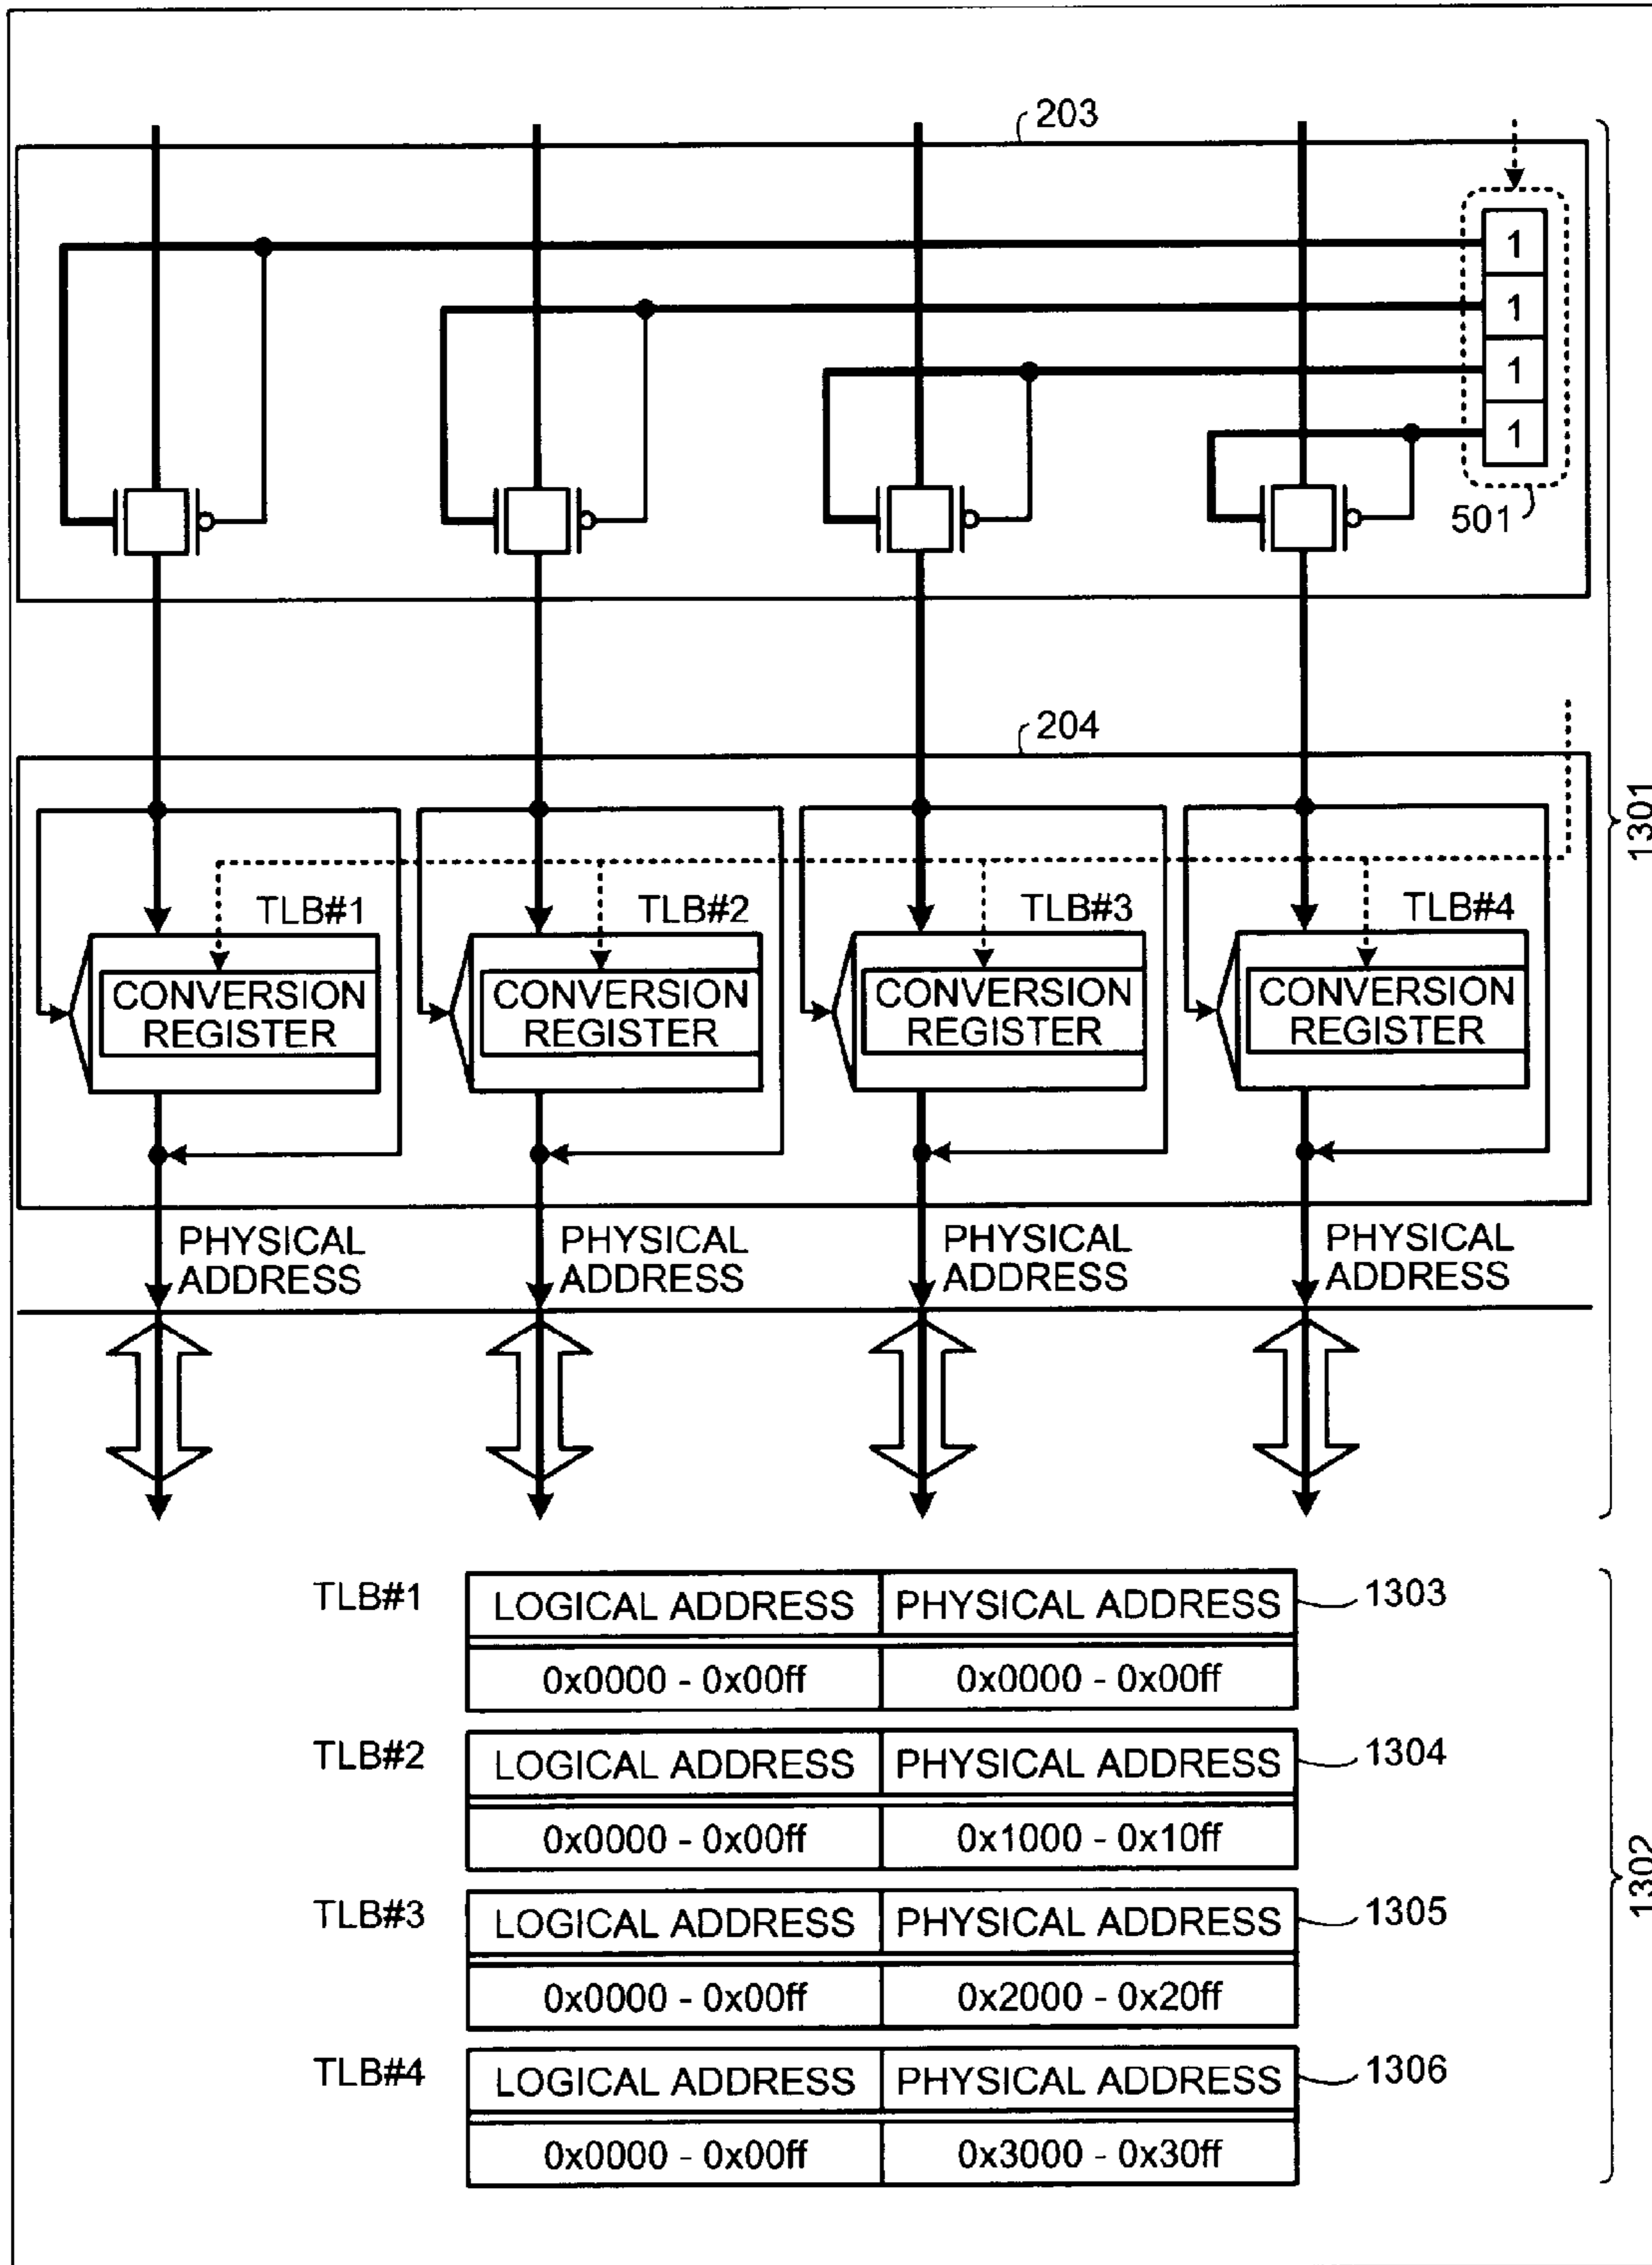 203
1
1
1
1
501
204
1301
TLB#1
TLB#2
TLB#3
TLB#4
CONVERSION
REGISTER
CONVERSION
REGISTER
CONVERSION
REGISTER
CONVERSION
REGISTER
PHYSICAL
ADDRESS
PHYSICAL
ADDRESS
PHYSICAL
ADDRESS
PHYSICAL
ADDRESS
TLB#1
LOGICAL ADDRESS PHYSICAL ADDRESS 1303
0x0000 - 0x00ff 0x0000 - 0x00ff
TLB#2
LOGICAL ADDRESS PHYSICAL ADDRESS 1304
0x0000 - 0x00ff 0x1000 - 0x10ff
1302
TLB#3
LOGICAL ADDRESS PHYSICAL ADDRESS 1305
0x0000 - 0x00ff 0x2000 - 0x20ff
TLB#4
LOGICAL ADDRESS PHYSICAL ADDRESS 1306
0x0000 - 0x00ff 0x3000 - 0x30ff